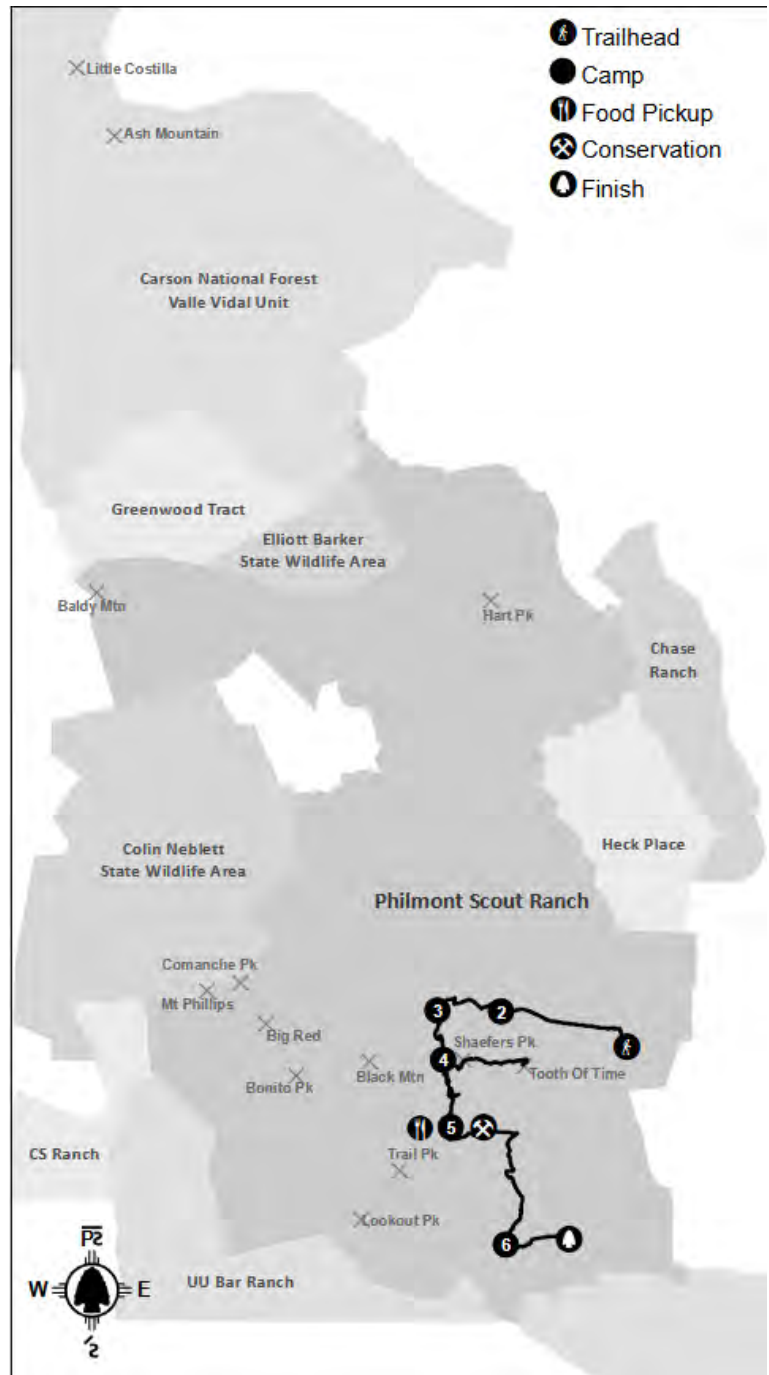 Trailhead
Camp
Food Pickup
Conservation
Finish
Little Costilla
Ash Mountain
Carson National Forest
Valle Vidal Unit
Greenwood Tract
Elliott Barker
State Wildlife Area
Baldy Mtn
Hart Pk
Chase
Ranch
Heck Place
Colin Neblett
State Wildlife Area
Philmont Scout Ranch
Comanche Pk
Mt Phillips
Big Red
Bonito Pk
Black Mtn
3
2
Shaefers Pk
4
Tooth Of Time
5
Trail Pk
CS Ranch
Lookout Pk
6
UU Bar Ranch
W
E